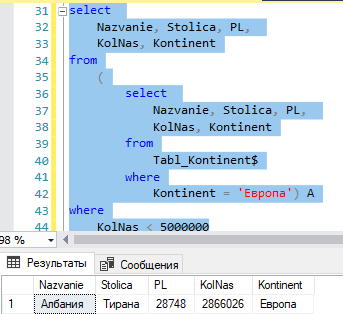 31 select
32 Nazvanie, Stolica, PL,
33 KolNas, Kontinent
34 from
35 (
36 select
37 Nazvanie, Stolica, PL,
38 KolNas, Kontinent
39 from
40 Tabl_Kontinent$
41 where
42 Kontinent = 'Европа') A
43 where
44 KolNas < 5000000
98 %
Результаты Сообщения
Nazvanie Stolica PL KolNas Kontinent
1 Албания Тирана 28748 2866026 Европа